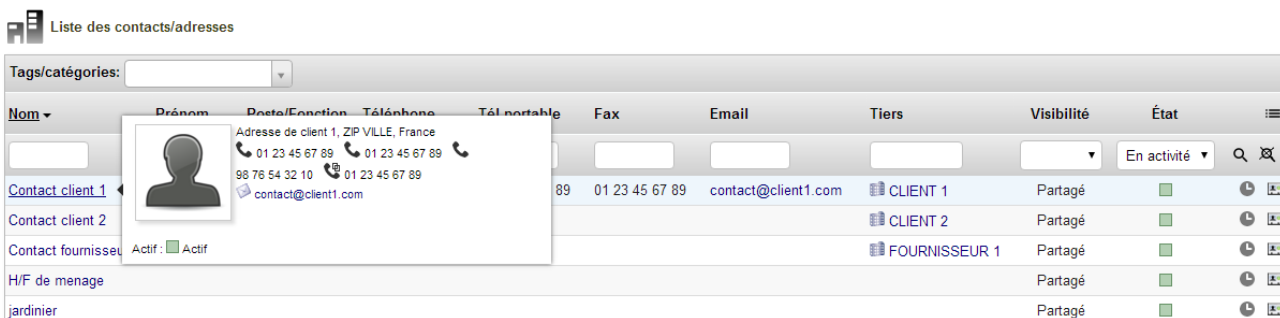 Liste des contacts/adresses
Tags/catégories:
Nom Prénom Poste/Fonction Téléphone Tél portable Fax Email Tiers Visibilité État
En activité
Adresse de client 1, ZIP VILLE, France
01 23 45 67 89 01 23 45 67 89
98 76 54 32 10 01 23 45 67 89
contact@client1.com
Actif : Actif
Contact client 1 89 01 23 45 67 89 contact@client1.com CLIENT 1 Partagé
Contact client 2 CLIENT 2 Partagé
Contact fournisseu FOURNISSEUR 1 Partagé
H/F de menage Partagé
jardinier Partagé